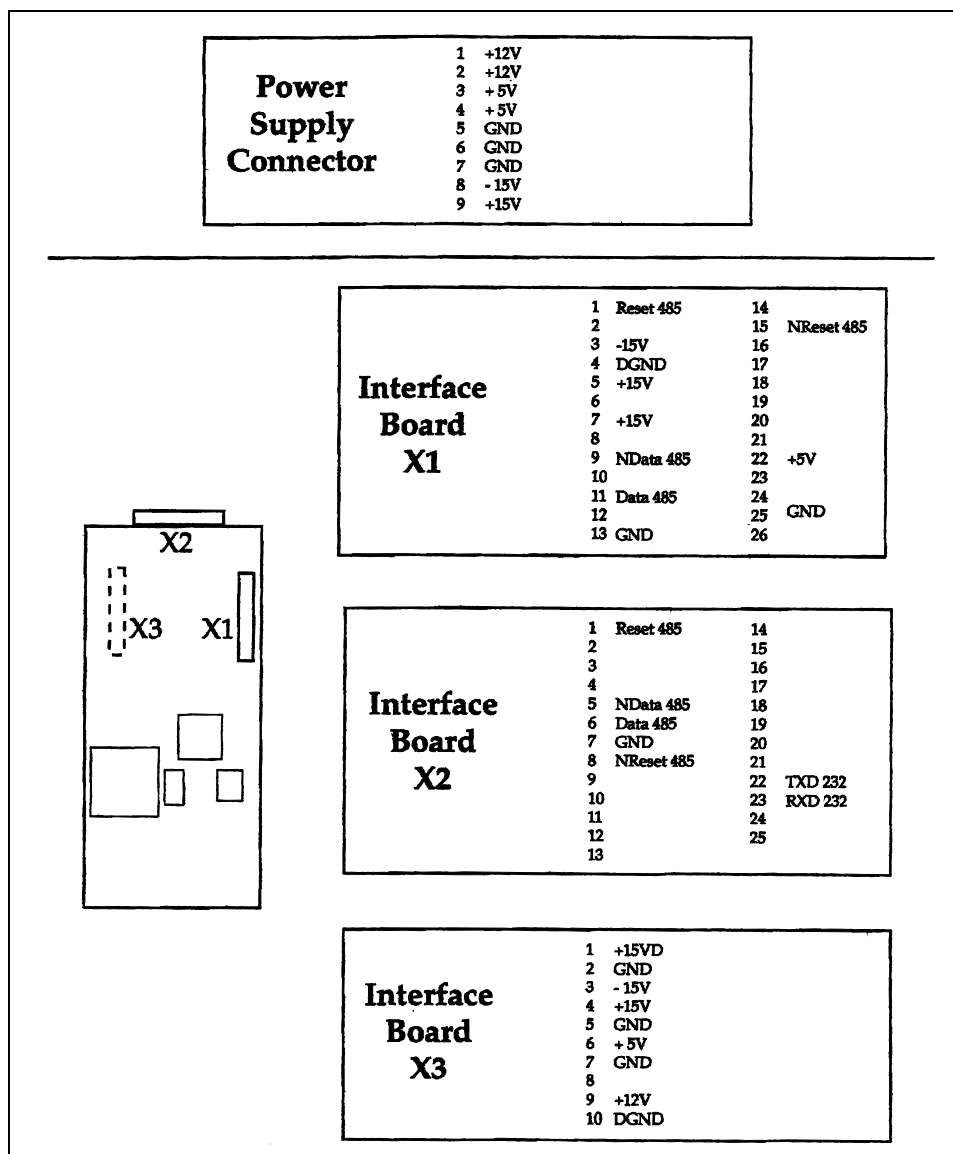 Power
Supply
Connector
1 +12V
2 +12V
3 + 5V
4 + 5V
5 GND
6 GND
7 GND
8 - 15V
9 +15V
Interface
Board
X1
1 Reset 485
2
3 -15V
4 DGND
5 +15V
6
7 +15V
8
9 NData 485
10
11 Data 485
12
13 GND
14
15 NReset 485
16
17
18
19
20
21
22 +5V
23
24
25 GND
26
X2
X3
X1
Interface
Board
X2
1 Reset 485
2
3
4
5 NData 485
6 Data 485
7 GND
8 NReset 485
9
10
11
12
13
14
15
16
17
18
19
20
21
22 TXD 232
23 RXD 232
24
25
Interface
Board
X3
1 +15VD
2 GND
3 - 15V
4 +15V
5 GND
6 + 5V
7 GND
8
9 +12V
10 DGND